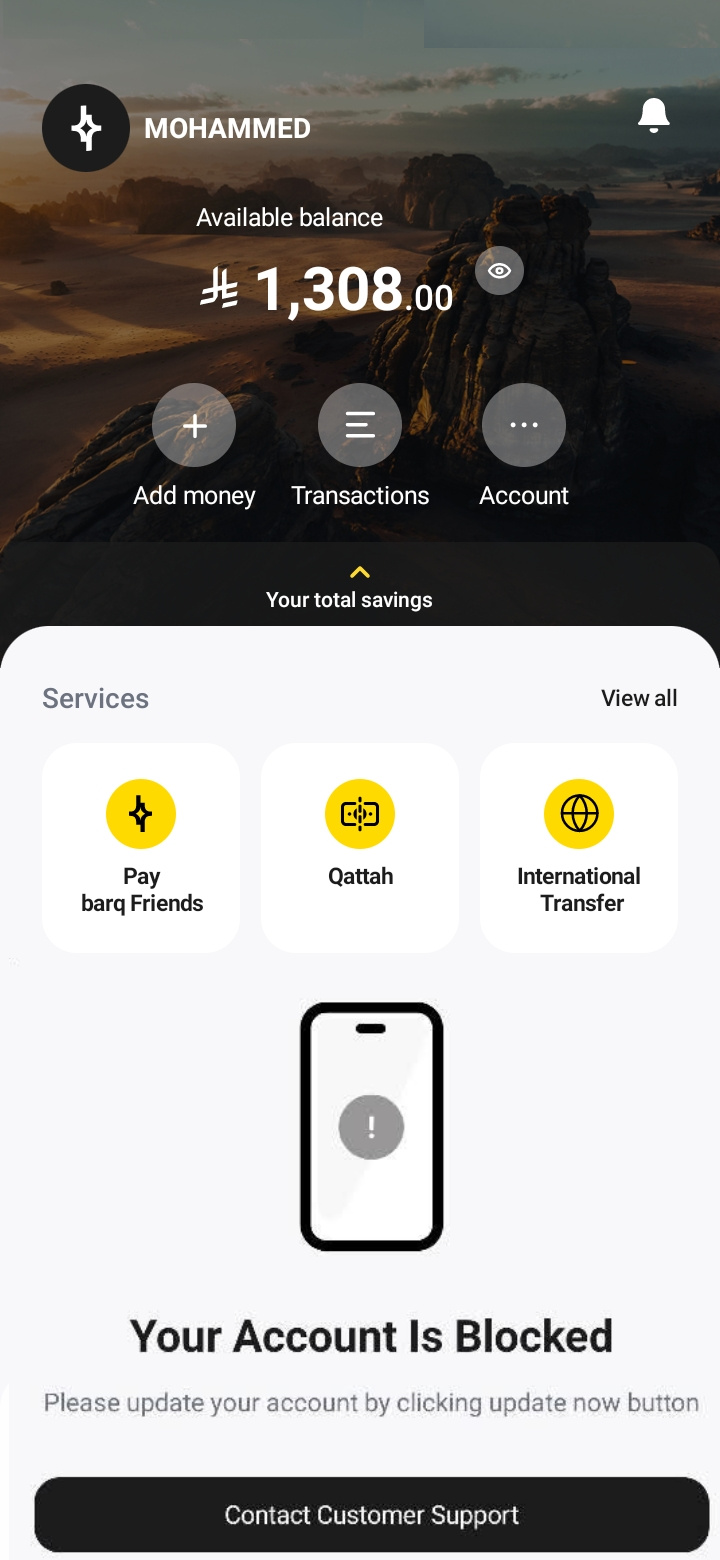 MOHAMMED
Available balance
⃁ 1,308.00
Add money Transactions Account
Your total savings
Services View all
Pay
barq Friends
Qattah
International
Transfer
!
Your Account Is Blocked
Please update your account by clicking update now button
Contact Customer Support